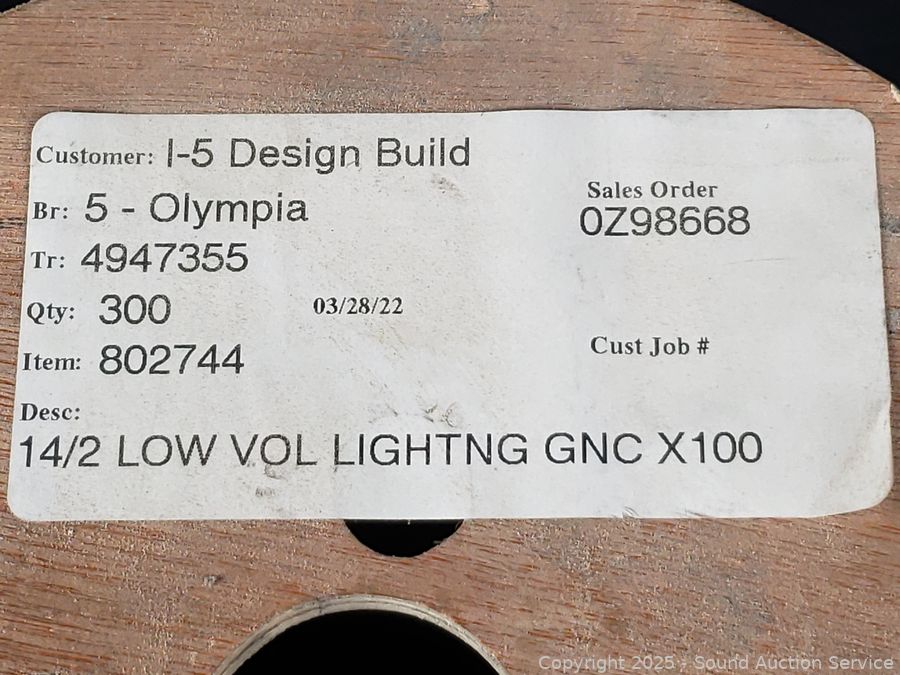 Customer: I-5 Design Build
Br: 5 - Olympia
Sales Order
0Z98668
Tr: 4947355
Qty: 300
03/28/22
Cust Job #
Item: 802744
Desc:
14/2 LOW VOL LIGHTNG GNC X100
Copyright 2025 - Sound Auction Service